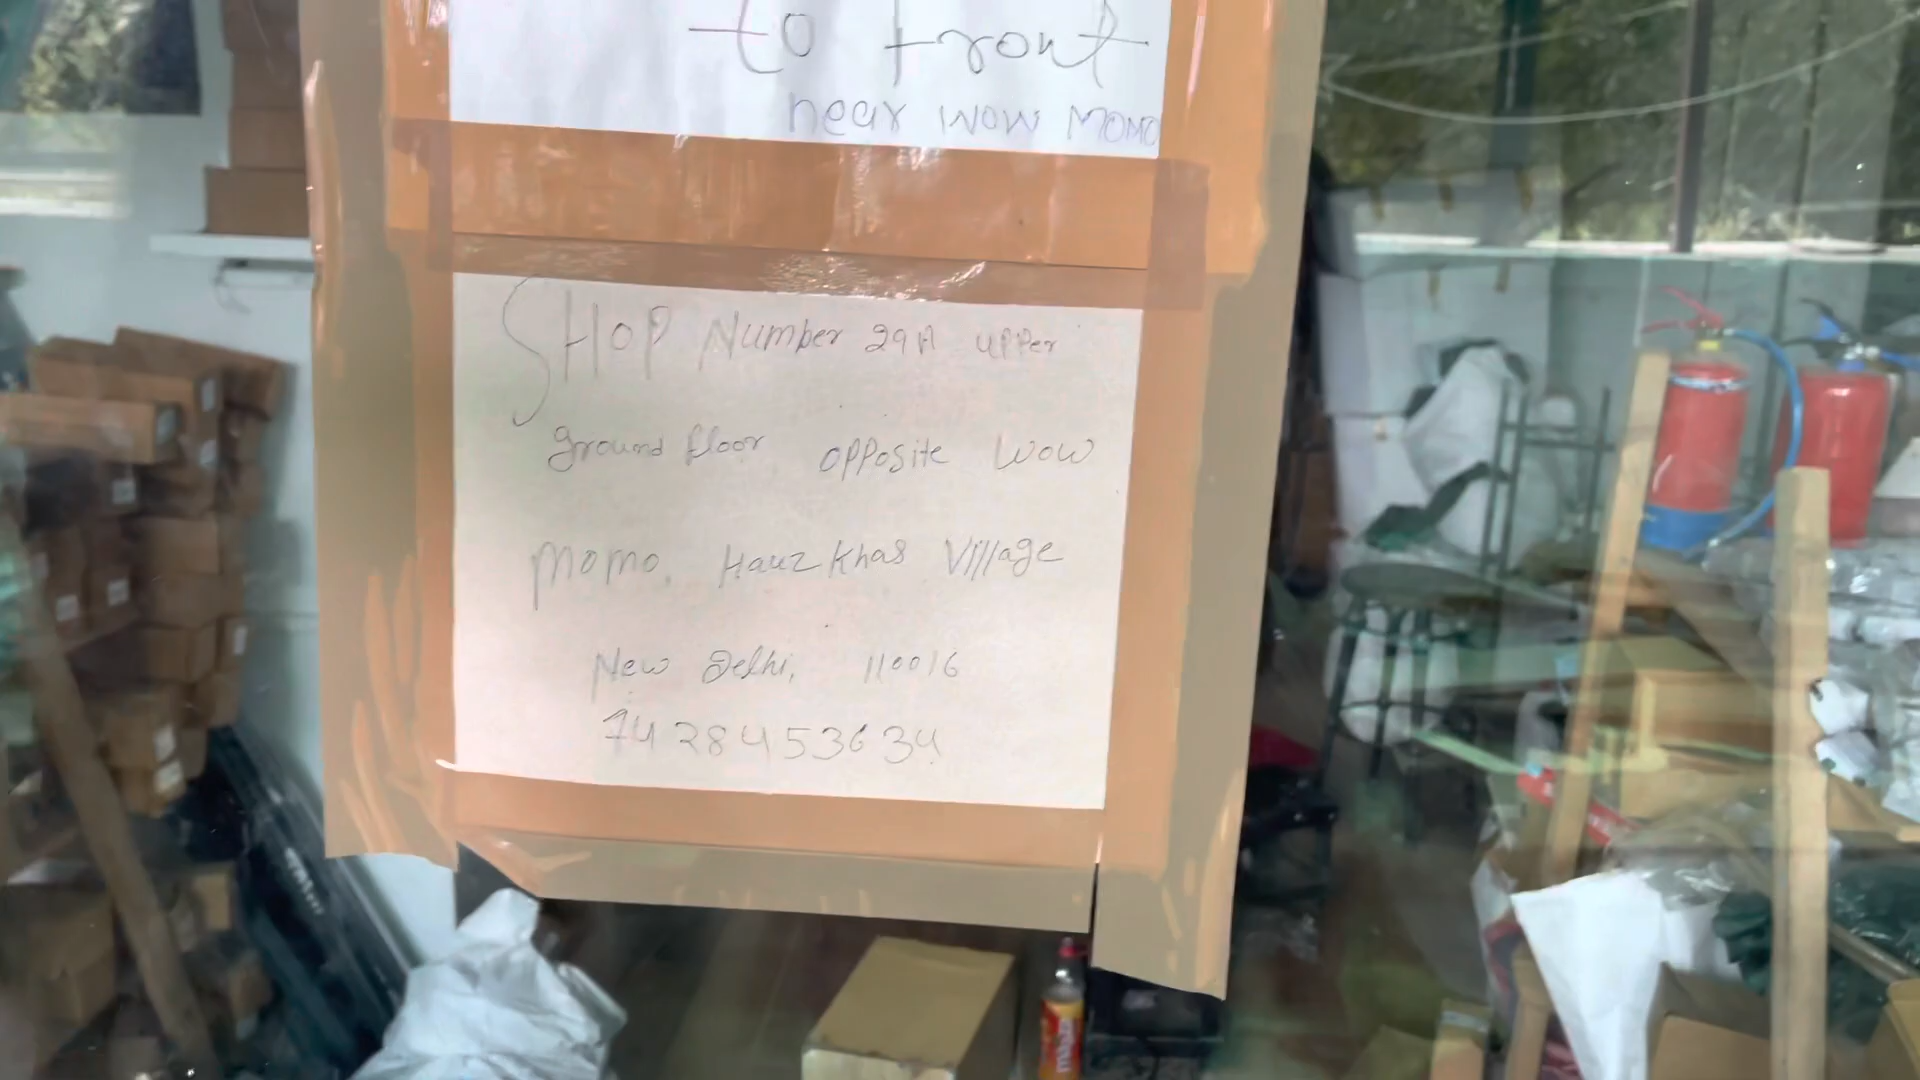 to front
near wow momo
SHOP Number 29A upper
ground floor opposite wow
momo, Hauz Khas Village
New Delhi, 110016
7428453634